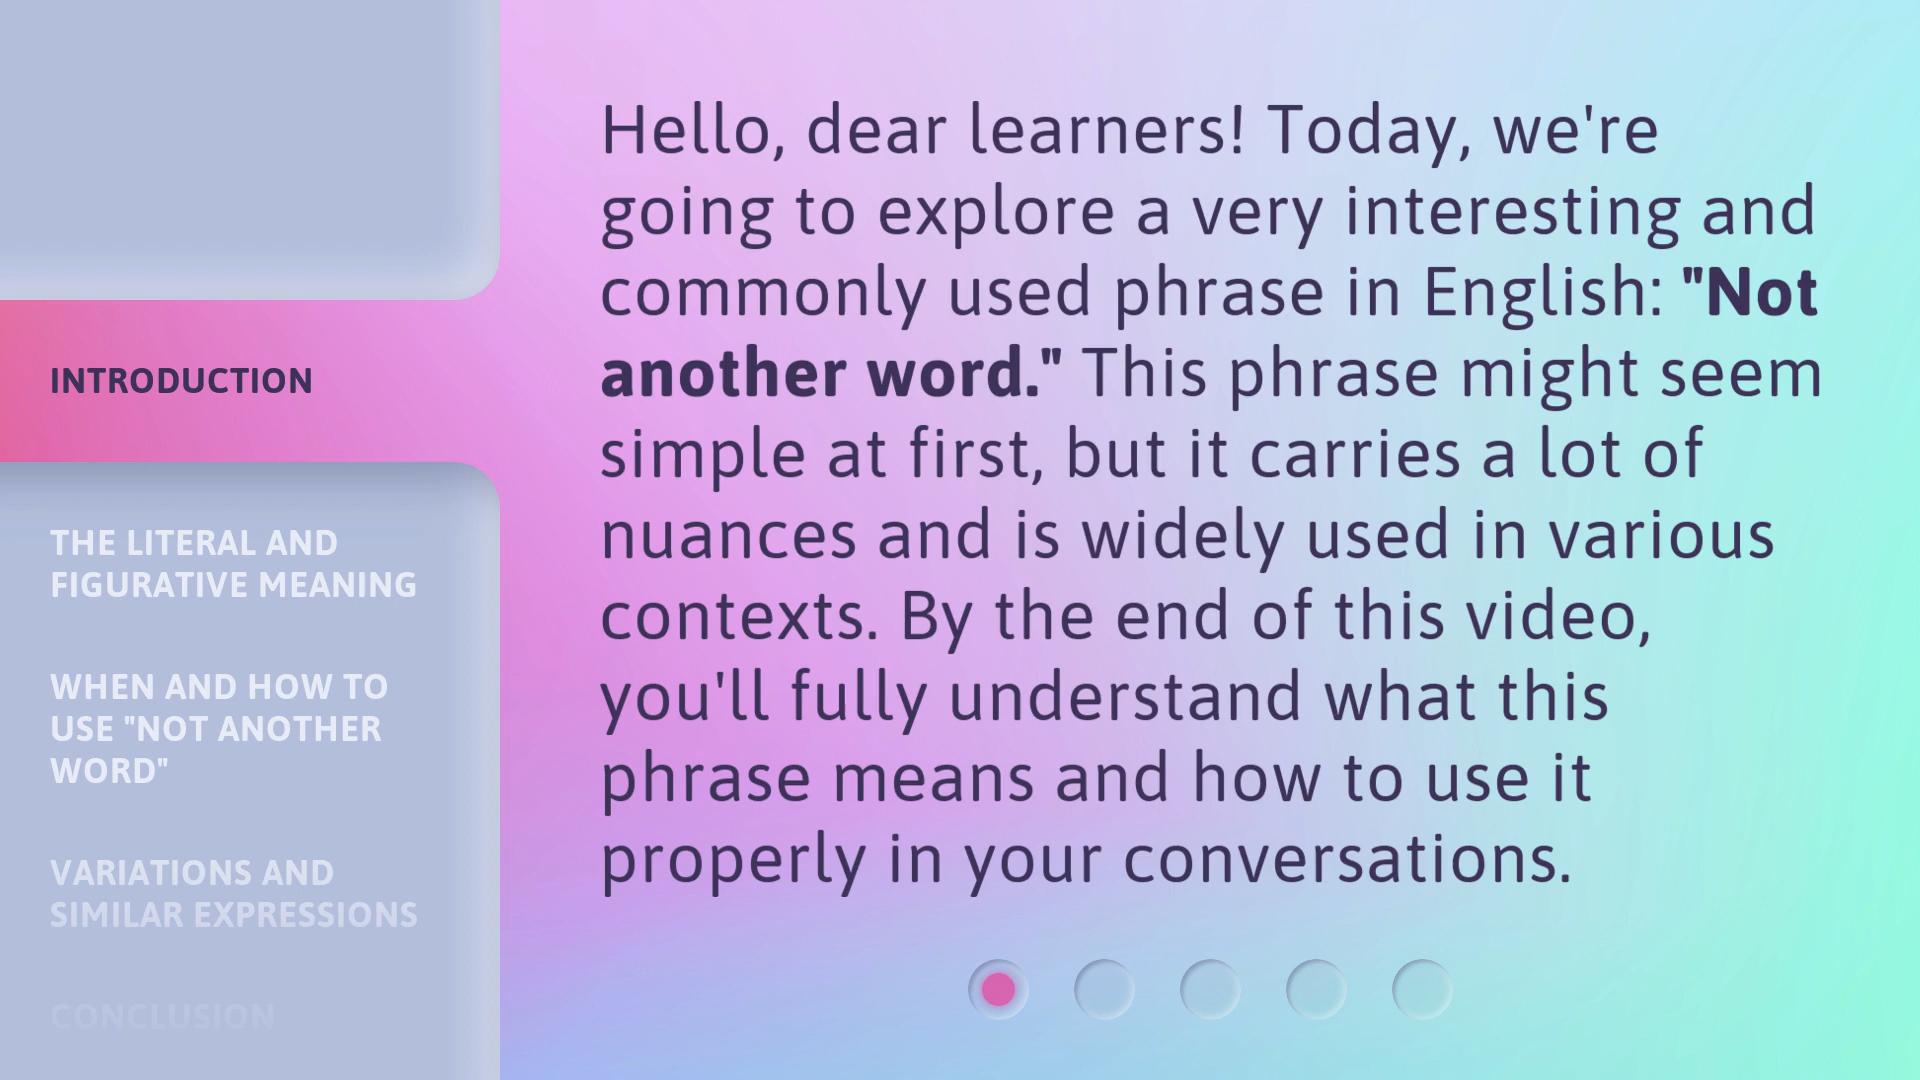 INTRODUCTION
THE LITERAL AND
FIGURATIVE MEANING
WHEN AND HOW TO
USE "NOT ANOTHER
WORD"
VARIATIONS AND
SIMILAR EXPRESSIONS
CONCLUSION
Hello, dear learners! Today, we're
going to explore a very interesting and
commonly used phrase in English: "Not
another word." This phrase might seem
simple at first, but it carries a lot of
nuances and is widely used in various
contexts. By the end of this video,
you'll fully understand what this
phrase means and how to use it
properly in your conversations.